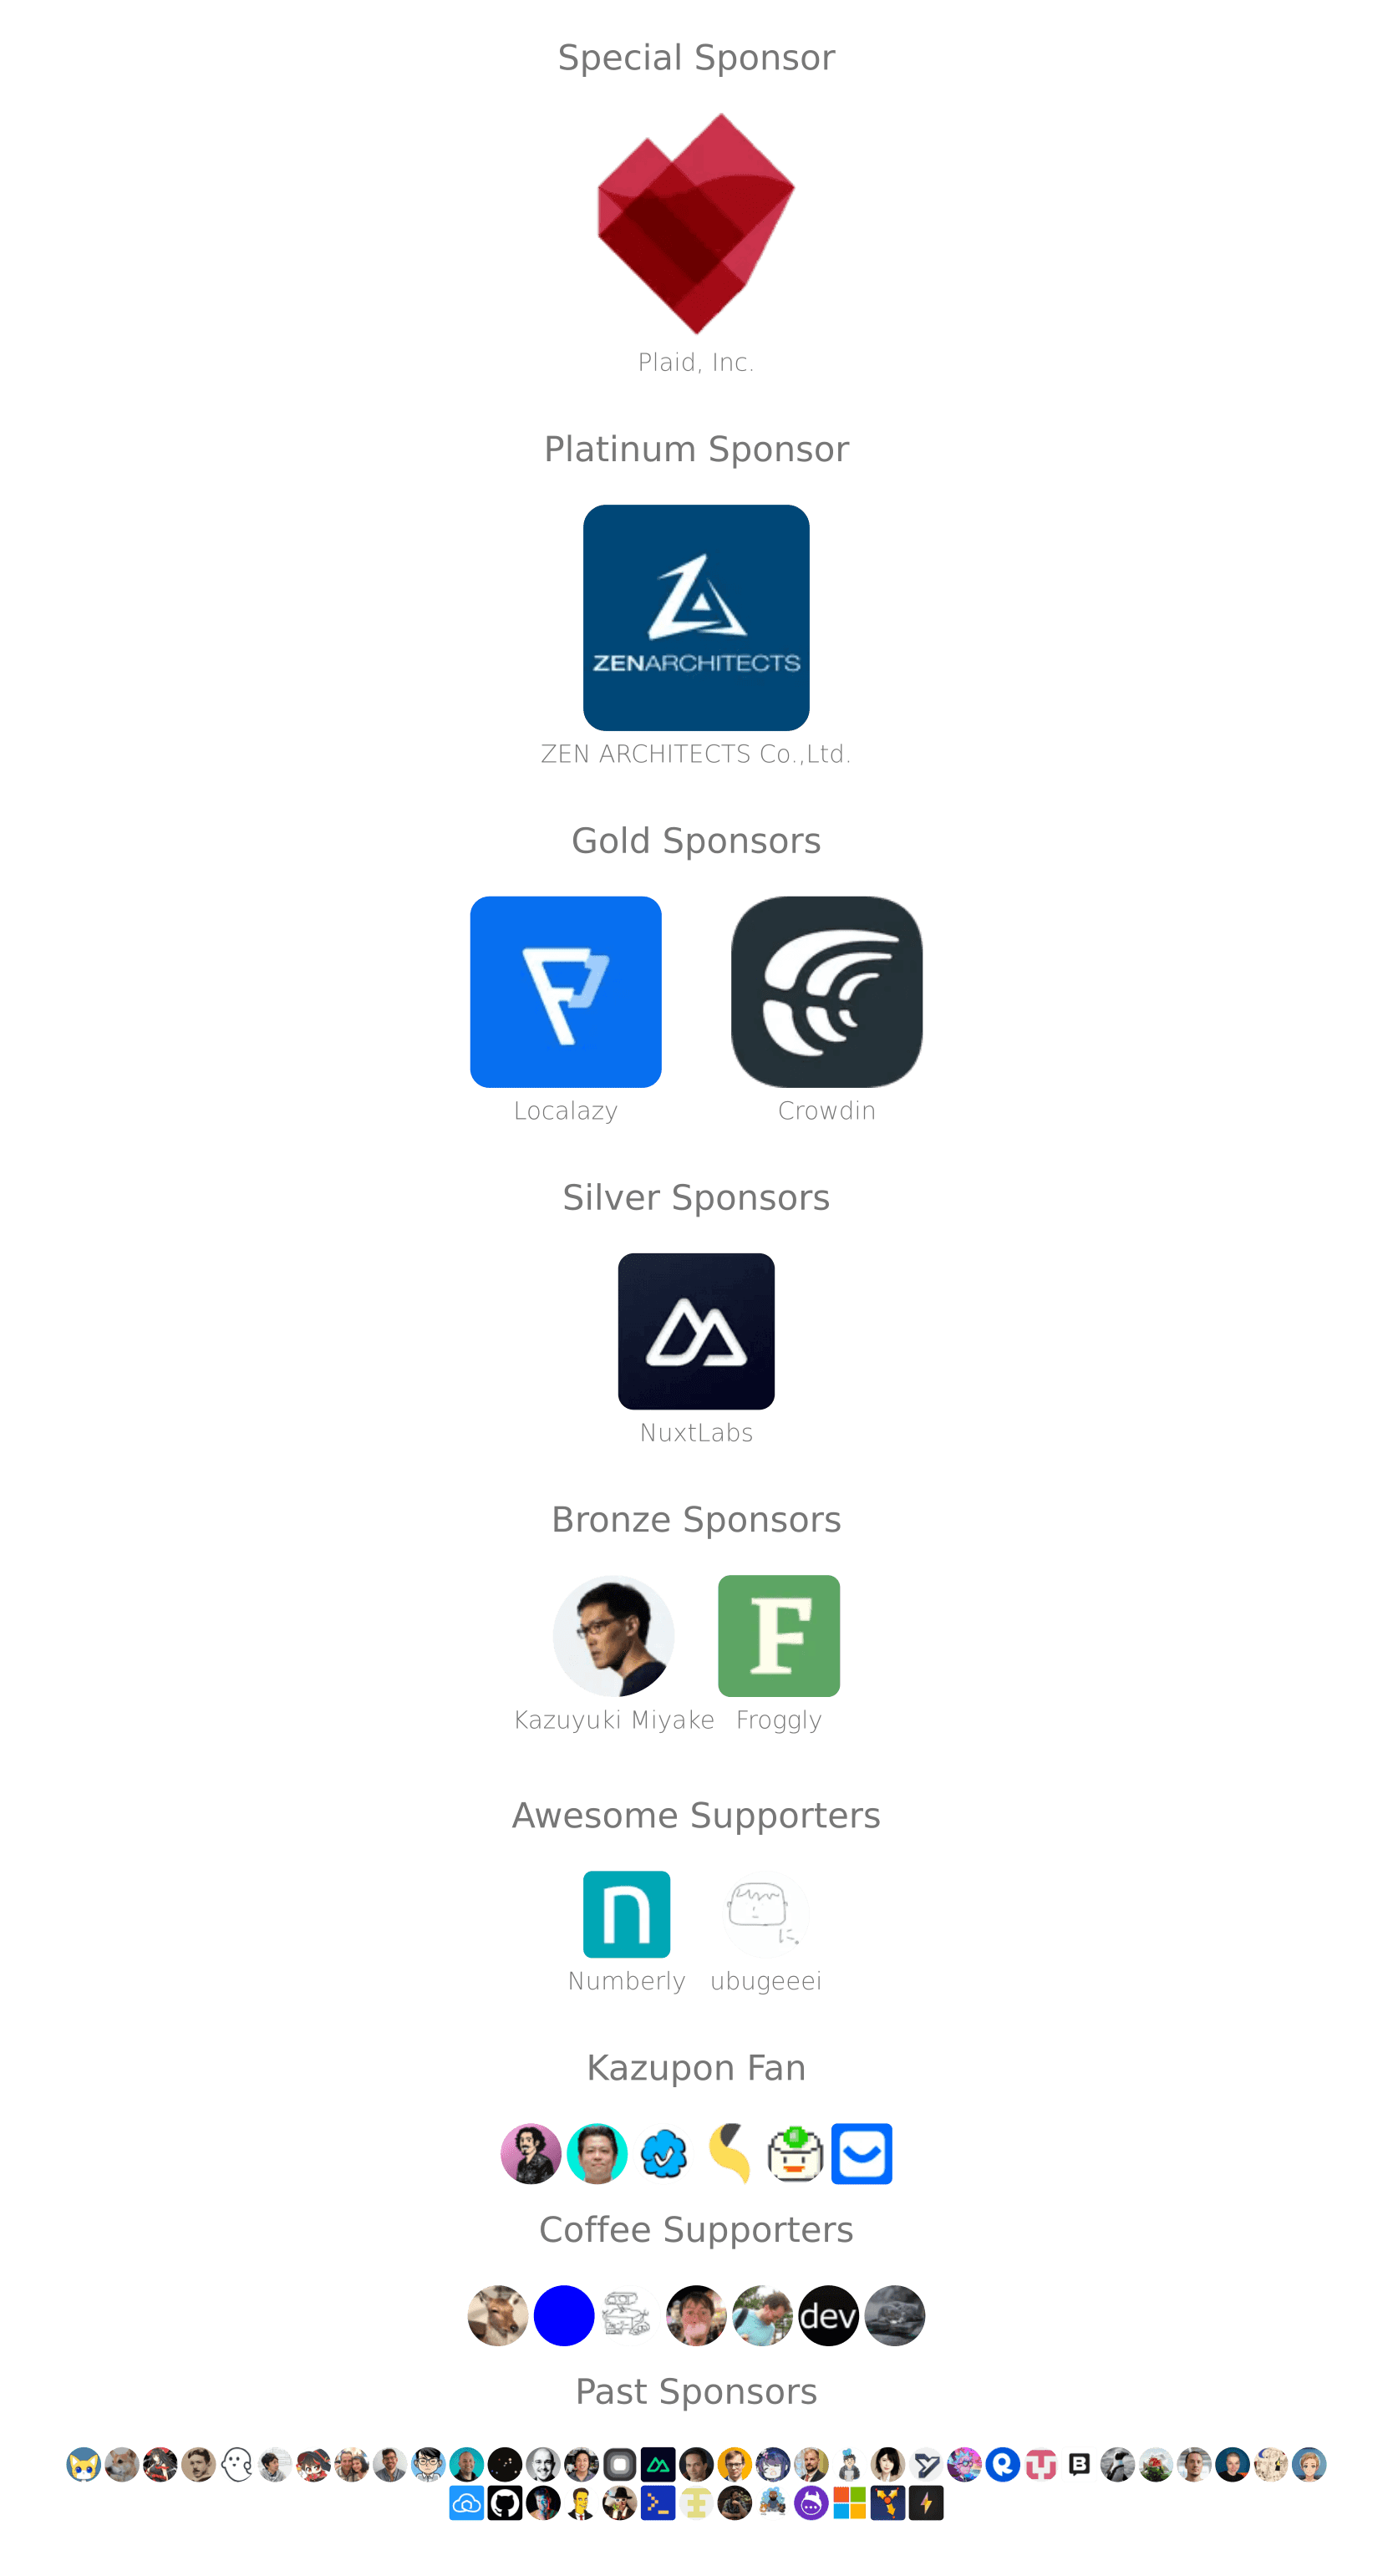 Special Sponsor
Plaid, Inc.
Platinum Sponsor
ZENARCHITECTS
ZEN ARCHITECTS Co.,Ltd.
Gold Sponsors
Localazy
Crowdin
Silver Sponsors
NuxtLabs
Bronze Sponsors
F
Kazuyuki Miyake
Froggly
Awesome Supporters
n
に.
Numberly
ubugeeei
Kazupon Fan
Coffee Supporters
dev
Past Sponsors
R
B